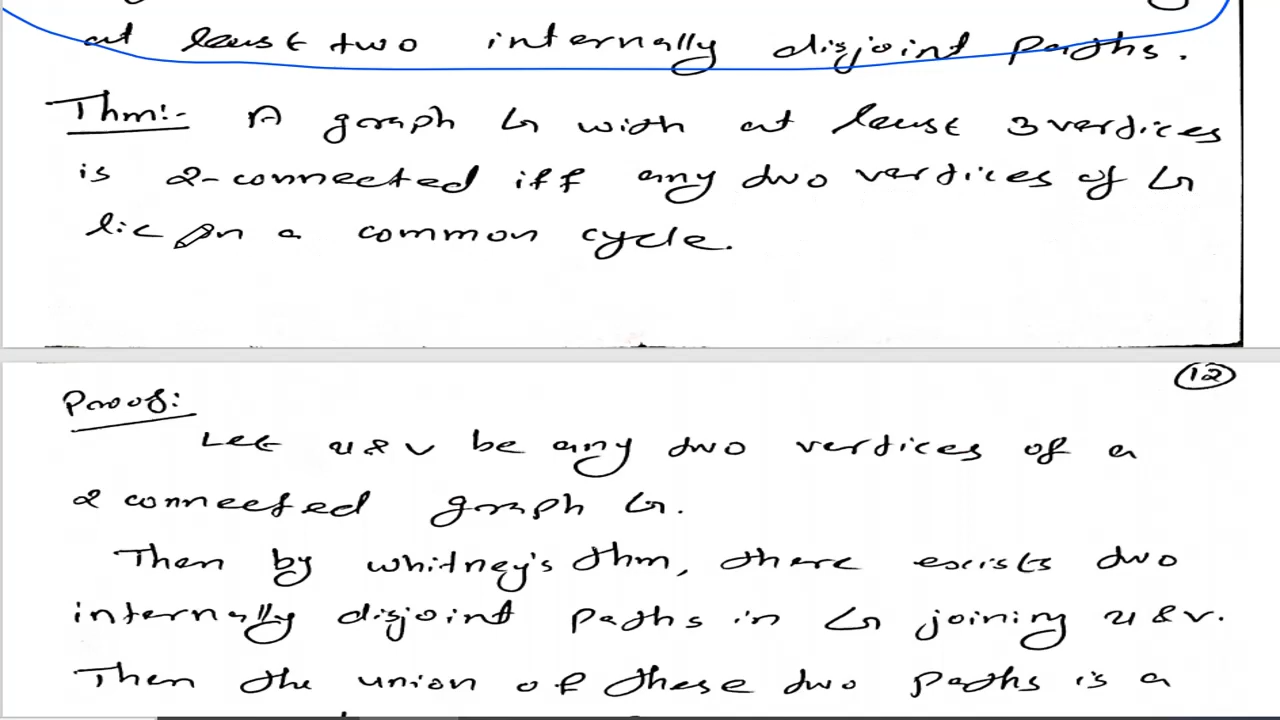 at least two internally disjoint paths.
Thm:- A graph G with at least 3 vertices
is 2-connected iff any two vertices of G
lie on a common cycle.
12
Proof:
Let u & v be any two vertices of a
2 connected graph G.
Then by whitney's thm, there exists two
internally disjoint paths in G joining u & v.
Then the union of these two paths is a